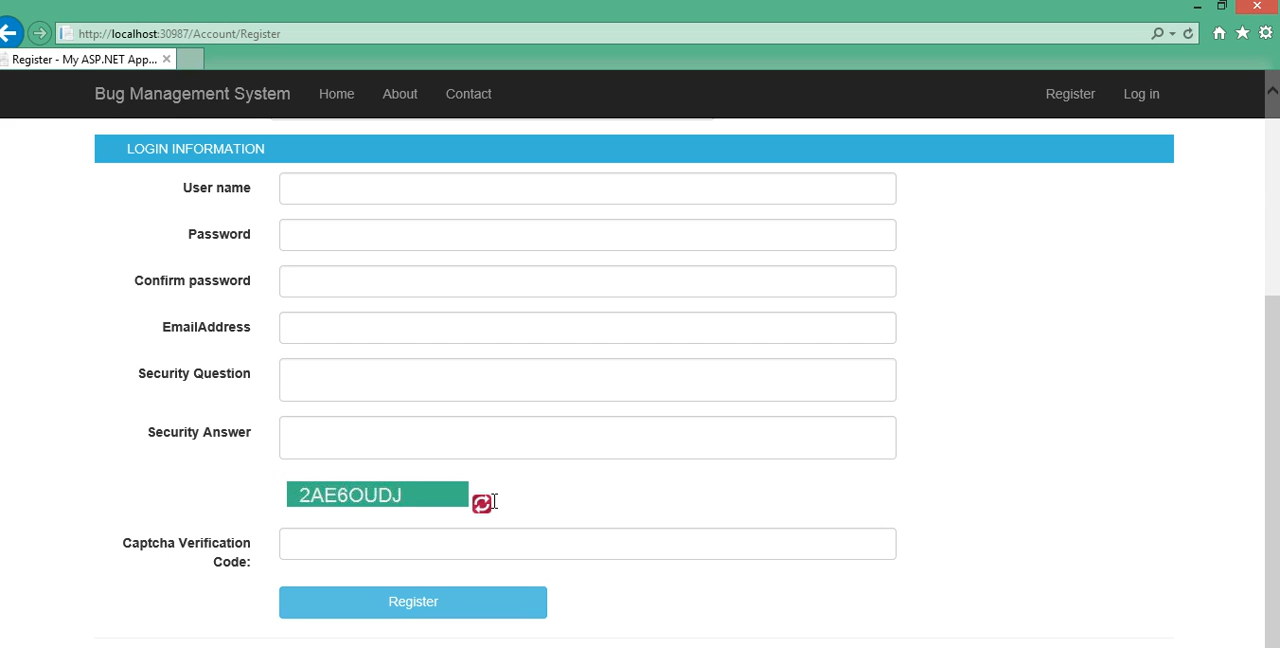 http://localhost:30987/Account/Register
Register - My ASP.NET App...
Bug Management System Home About Contact Register Log in
LOGIN INFORMATION
User name
Password
Confirm password
EmailAddress
Security Question
Security Answer
2AE6OUDJ
Captcha Verification
Code:
Register